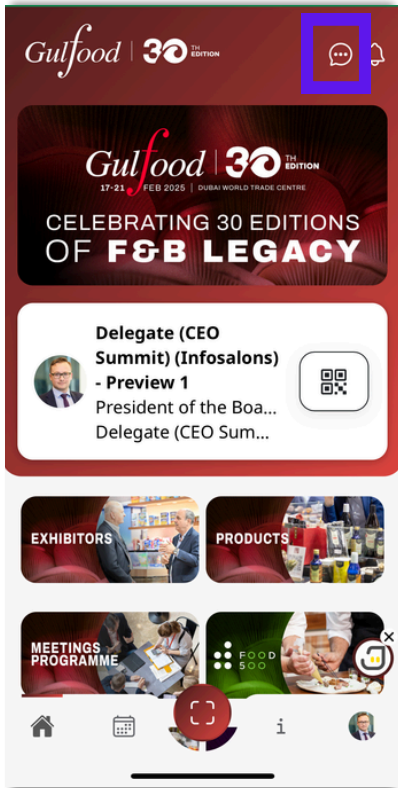 Gulfood 30 TH EDITION
Gulfood 30 TH EDITION
17-21 FEB 2025 | DUBAI WORLD TRADE CENTRE
CELEBRATING 30 EDITIONS
OF F&B LEGACY
Delegate (CEO
Summit) (Infosalons)
- Preview 1
President of the Boa...
Delegate (CEO Sum...
EXHIBITORS
PRODUCTS
MEETINGS
PROGRAMME
FOOD
500
i